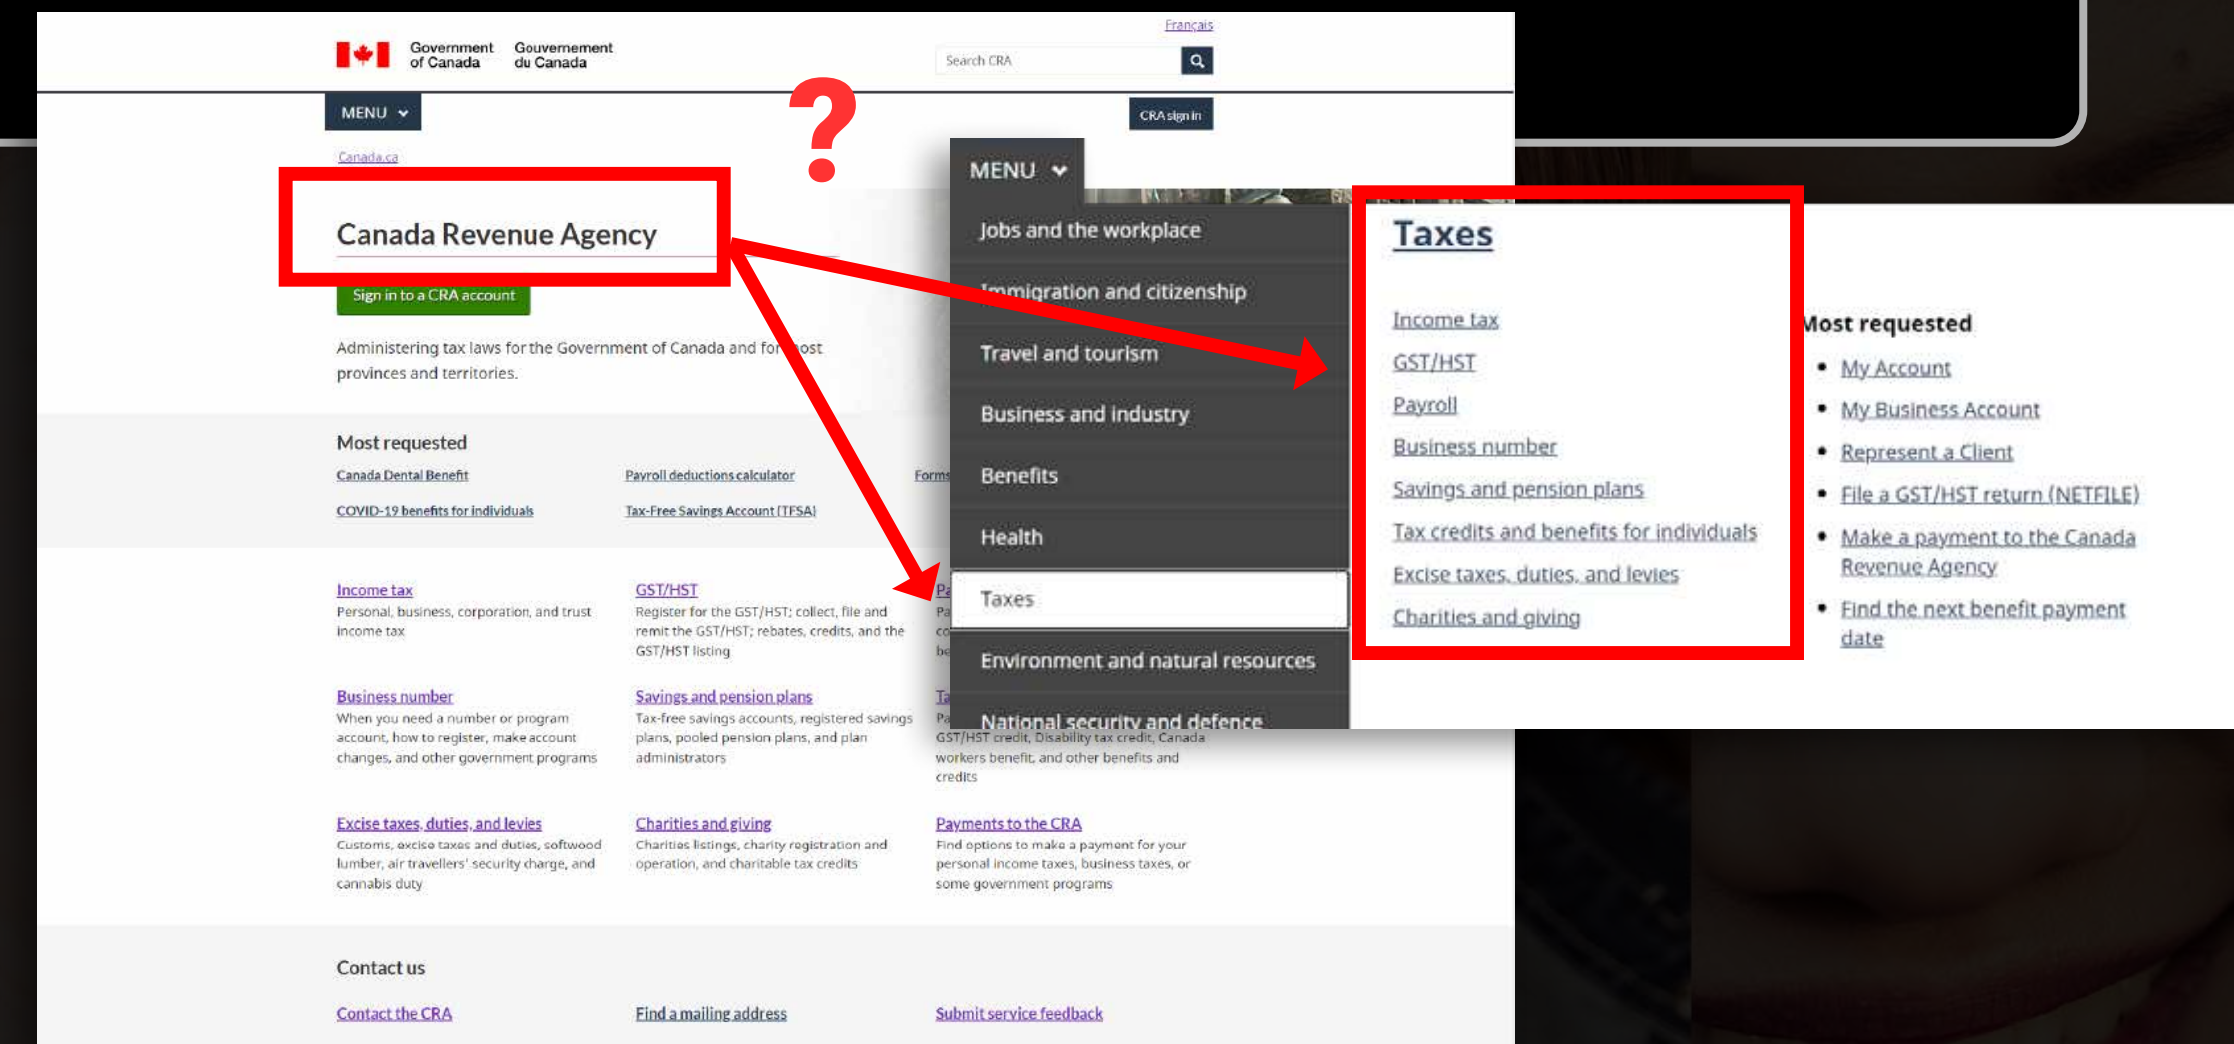 Français
Government
of Canada
Gouvernement
du Canada
Search CRA
MENU
CRA sign in
Canada.ca
?
Canada Revenue Agency
Sign in to a CRA account
Administering tax laws for the Government of Canada and for most
provinces and territories.
Most requested
Canada Dental Benefit
Payroll deductions calculator
Forms
COVID-19 benefits for individuals
Tax-Free Savings Account (TFSA)
Income tax
Personal, business, corporation, and trust
income tax
GST/HST
Register for the GST/HST; collect, file and
remit the GST/HST; rebates, credits, and the
GST/HST listing
Business number
When you need a number or program
account, how to register, make account
changes, and other government programs
Savings and pension plans
Tax-free savings accounts, registered savings
plans, pooled pension plans, and plan
administrators
GST/HST credit, Disability tax credit, Canada
workers benefit, and other benefits and
credits
Excise taxes, duties, and levies
Customs, excise taxes and duties, softwood
lumber, air travellers' security charge, and
cannabis duty
Charities and giving
Charities listings, charity registration and
operation, and charitable tax credits
Payments to the CRA
Find options to make a payment for your
personal income taxes, business taxes, or
some government programs
Contact us
Contact the CRA
Find a mailing address
Submit service feedback
MENU
Jobs and the workplace
Immigration and citizenship
Travel and tourism
Business and industry
Benefits
Health
Taxes
Environment and natural resources
National security and defence
Taxes
Income tax
GST/HST
Payroll
Business number
Savings and pension plans
Tax credits and benefits for individuals
Excise taxes, duties, and levies
Charities and giving
Most requested
My Account
My Business Account
Represent a Client
File a GST/HST return (NETFILE)
Make a payment to the Canada
Revenue Agency
Find the next benefit payment
date